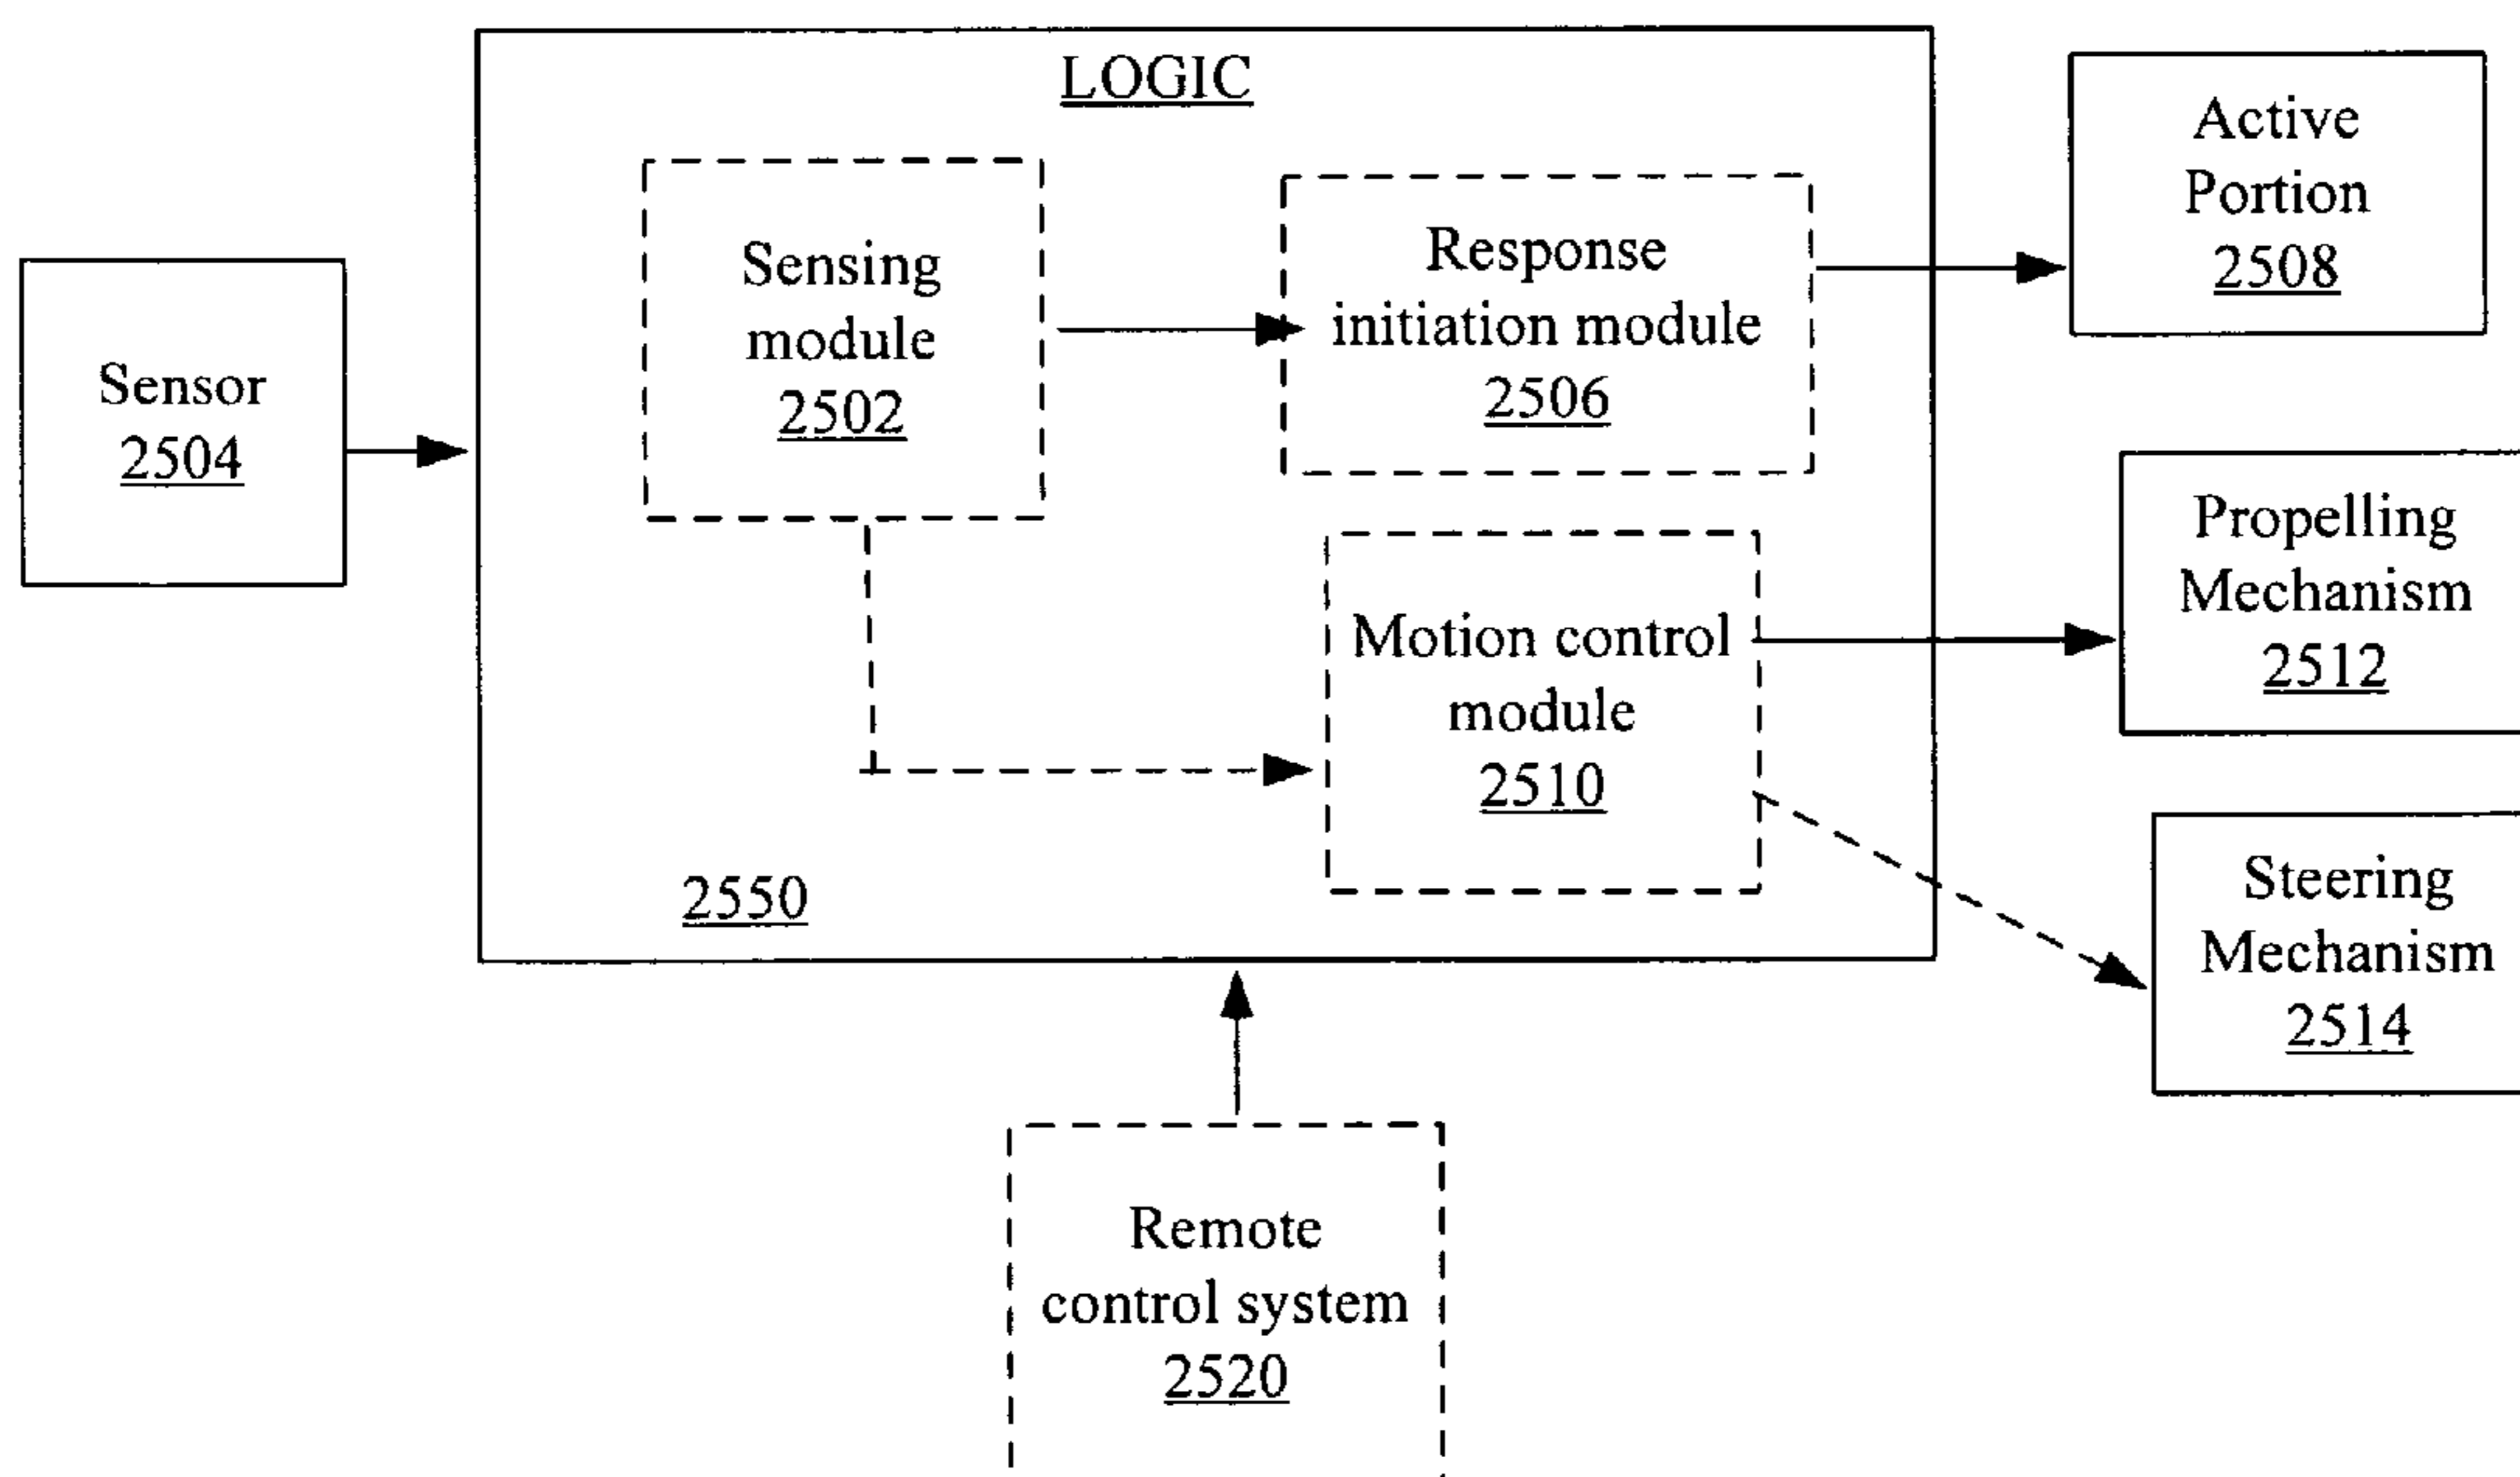 LOGIC
Sensor
2504
Sensing
module
2502
Response
initiation module
2506
Active
Portion
2508
Motion control
module
2510
Propelling
Mechanism
2512
Steering
Mechanism
2514
2550
Remote
control system
2520